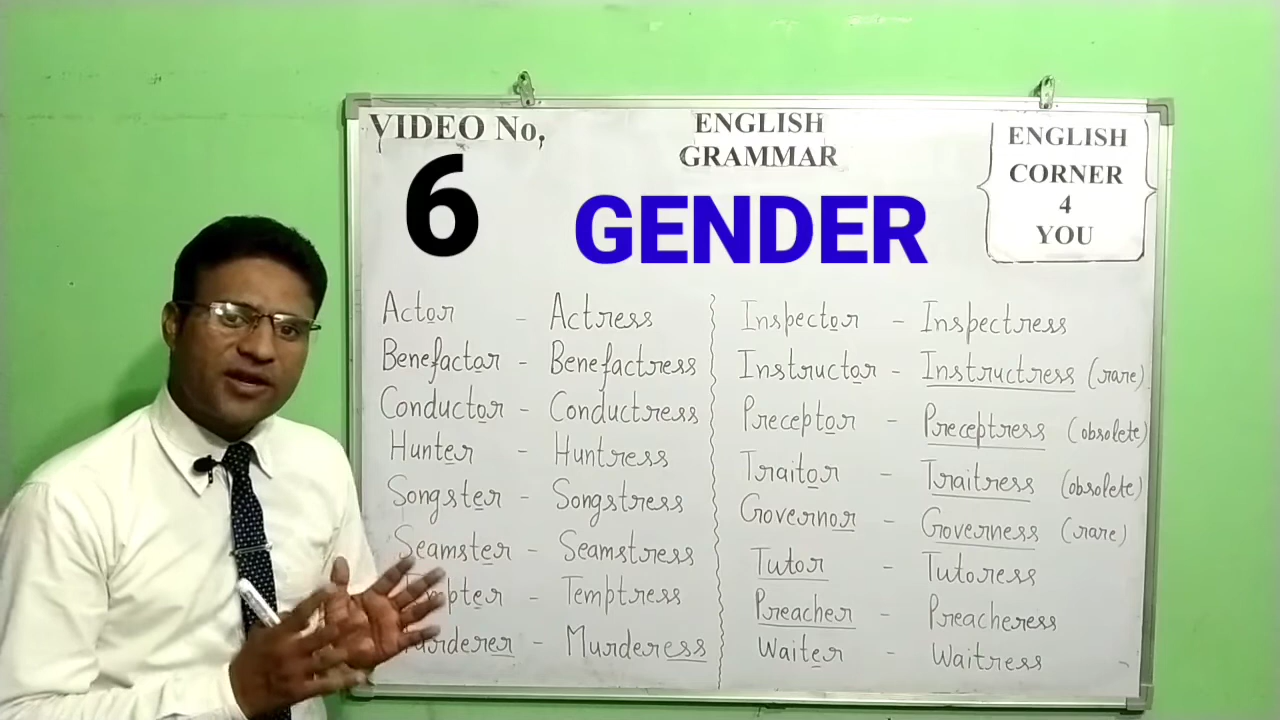 VIDEO No,
6
ENGLISH
GRAMMAR
GENDER
ENGLISH
CORNER
4
YOU
Actor - Actress
Benefactor - Benefactress
Conductor - Conductress
Hunter - Huntress
Songster - Songstress
Seamster - Seamstress
Tempter - Temptress
Murderer - Murderess
Inspector - Inspectress
Instructor - Instructress (rare)
Preceptor - Preceptress (obsolete)
Traitor - Traitress (obsolete)
Governor - Governess (rare)
Tutor - Tutoress
Preacher - Preacheress
Waiter - Waitress